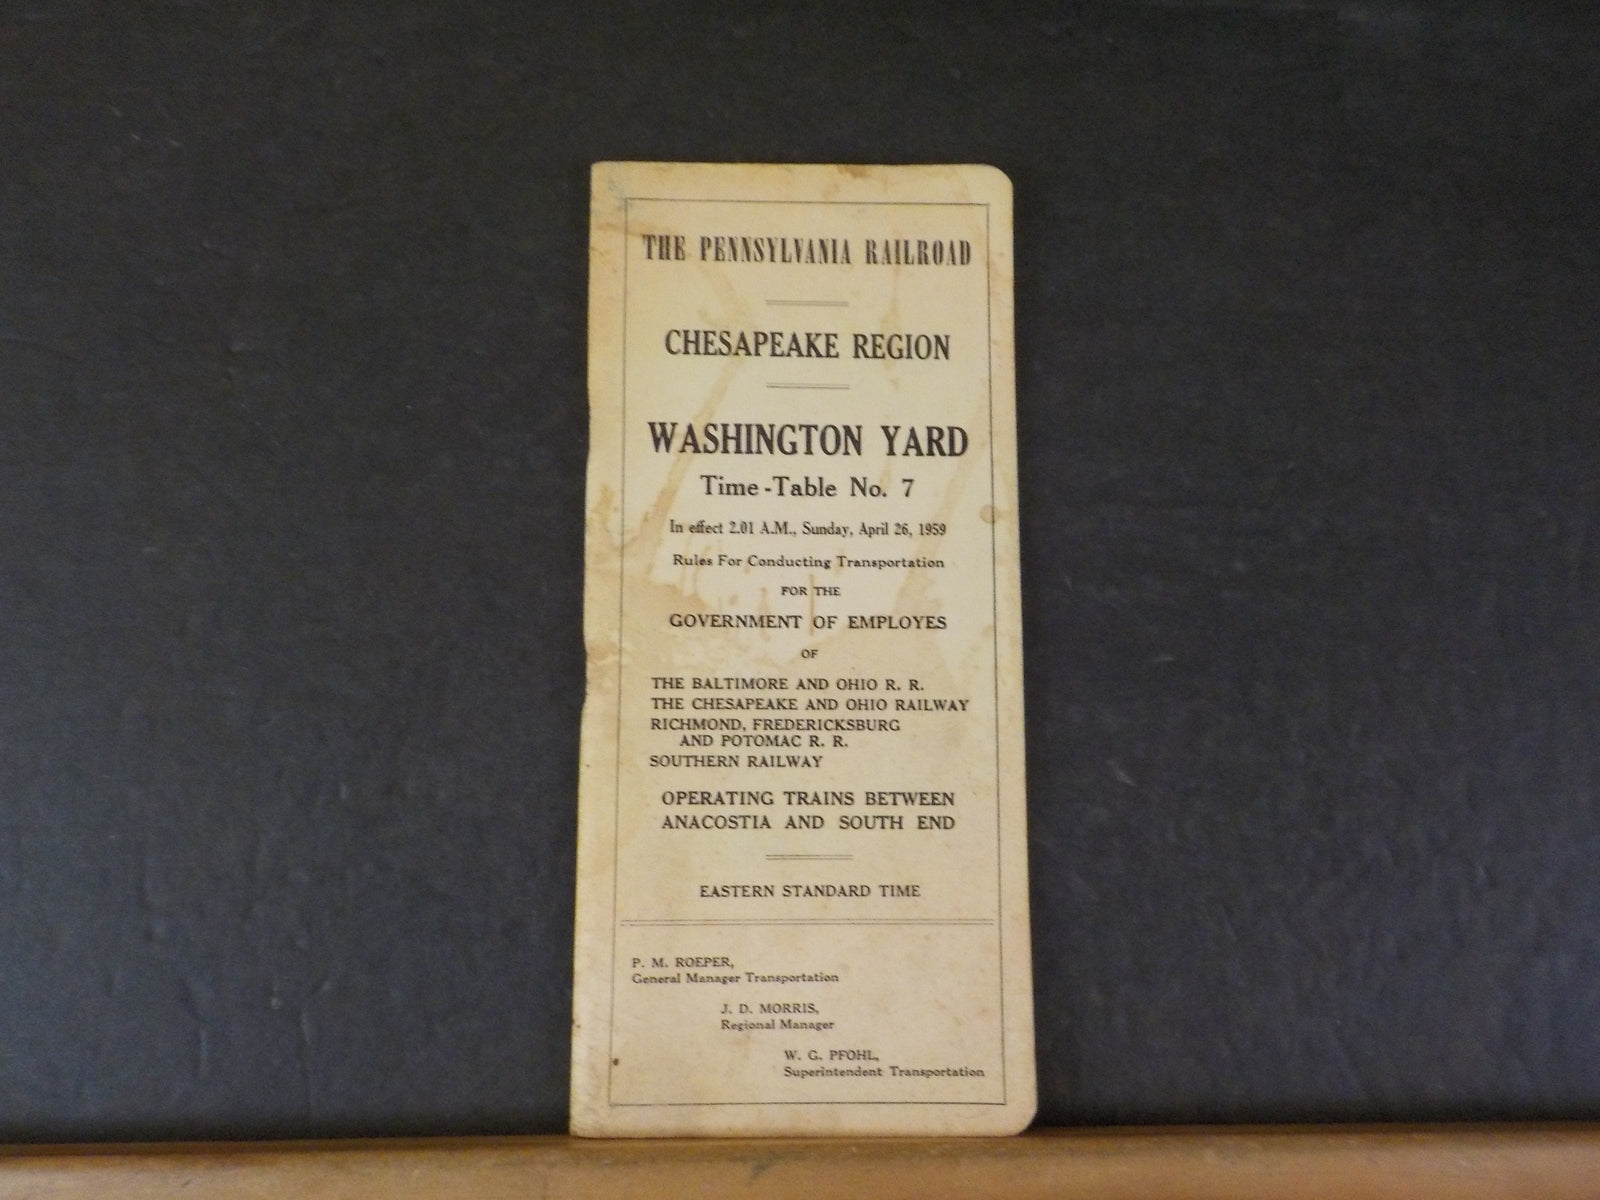 THE PENNSYLVANIA RAILROAD
CHESAPEAKE REGION
WASHINGTON YARD
Time-Table No. 7
In effect 2.01 A.M., Sunday, April 26, 1959
Rules For Conducting Transportation
FOR THE
GOVERNMENT OF EMPLOYES
OF
THE BALTIMORE AND OHIO R. R.
THE CHESAPEAKE AND OHIO RAILWAY
RICHMOND, FREDERICKSBURG
AND POTOMAC R. R.
SOUTHERN RAILWAY
OPERATING TRAINS BETWEEN
ANACOSTIA AND SOUTH END
EASTERN STANDARD TIME
P. M. ROEPER,
General Manager Transportation
J. D. MORRIS,
Regional Manager
W. G. PFOHL,
Superintendent Transportation